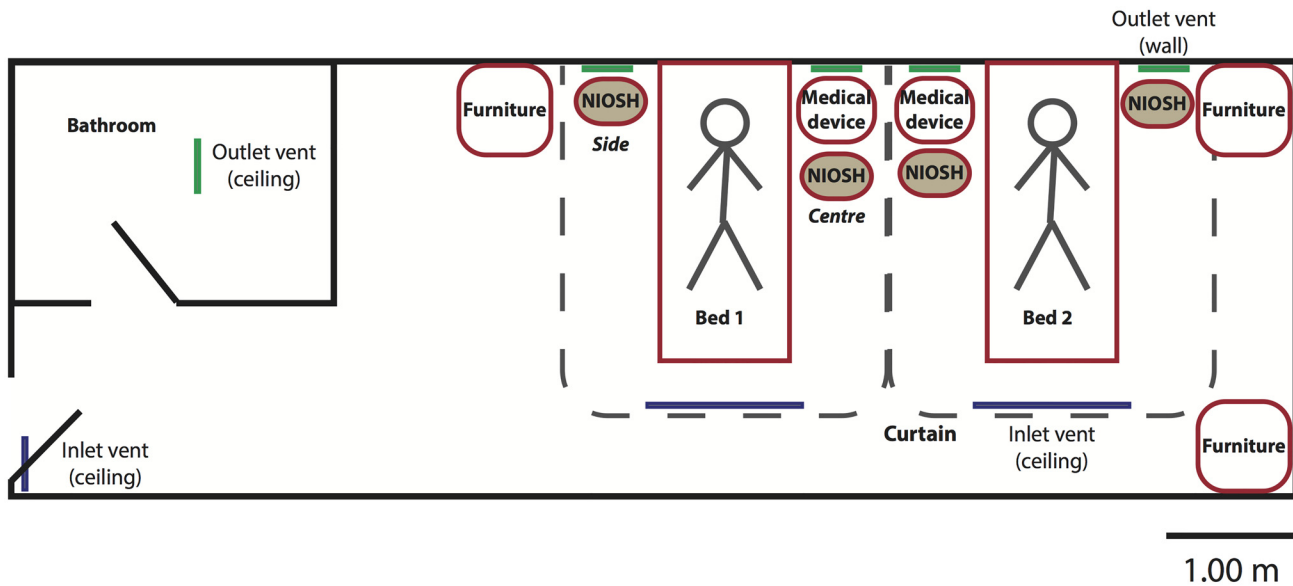 Outlet vent
(wall)
Furniture
NIOSH
Side
Medical
device
NIOSH
Centre
Medical
device
NIOSH
NIOSH
Furniture
Bathroom
Outlet vent
(ceiling)
Bed 1
Bed 2
Curtain
Inlet vent
(ceiling)
Furniture
Inlet vent
(ceiling)
1.00 m